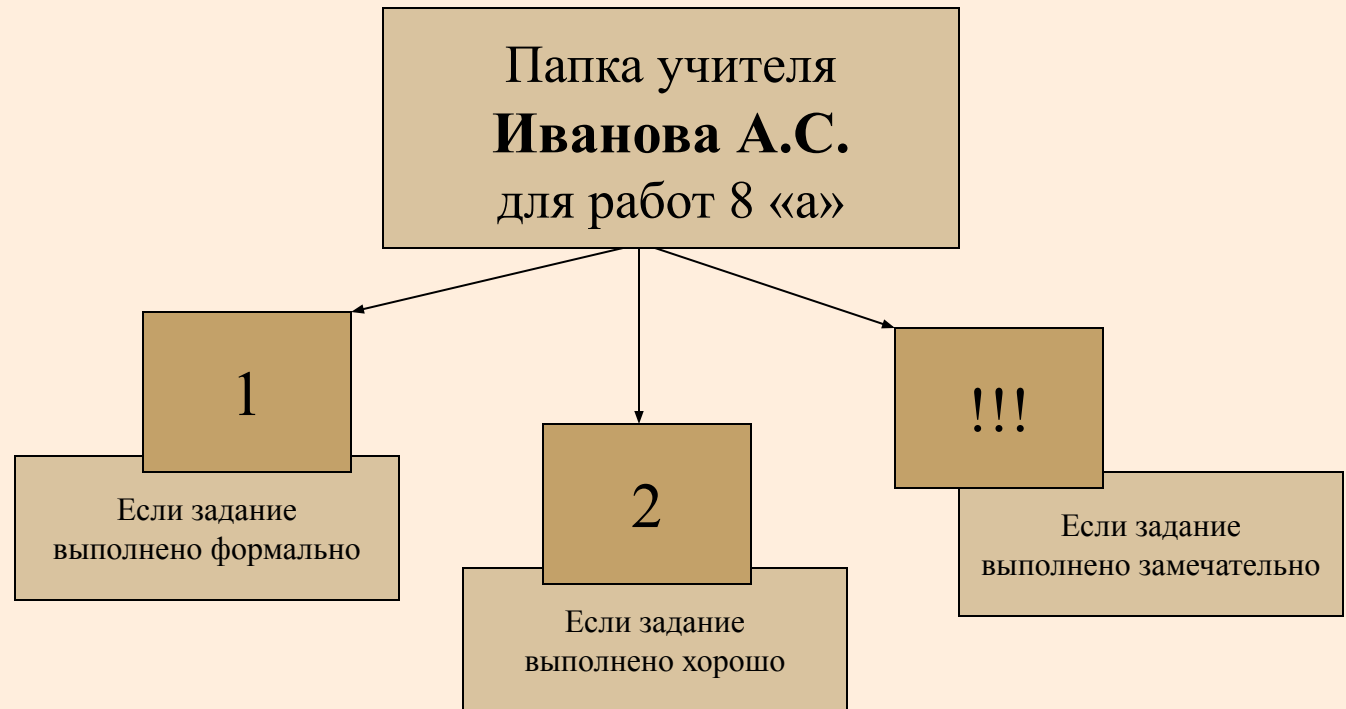 Папка учителя
Иванова А.С.
для работ 8 «а»
1
Если задание
выполнено формально
2
Если задание
выполнено хорошо
!!!
Если задание
выполнено замечательно